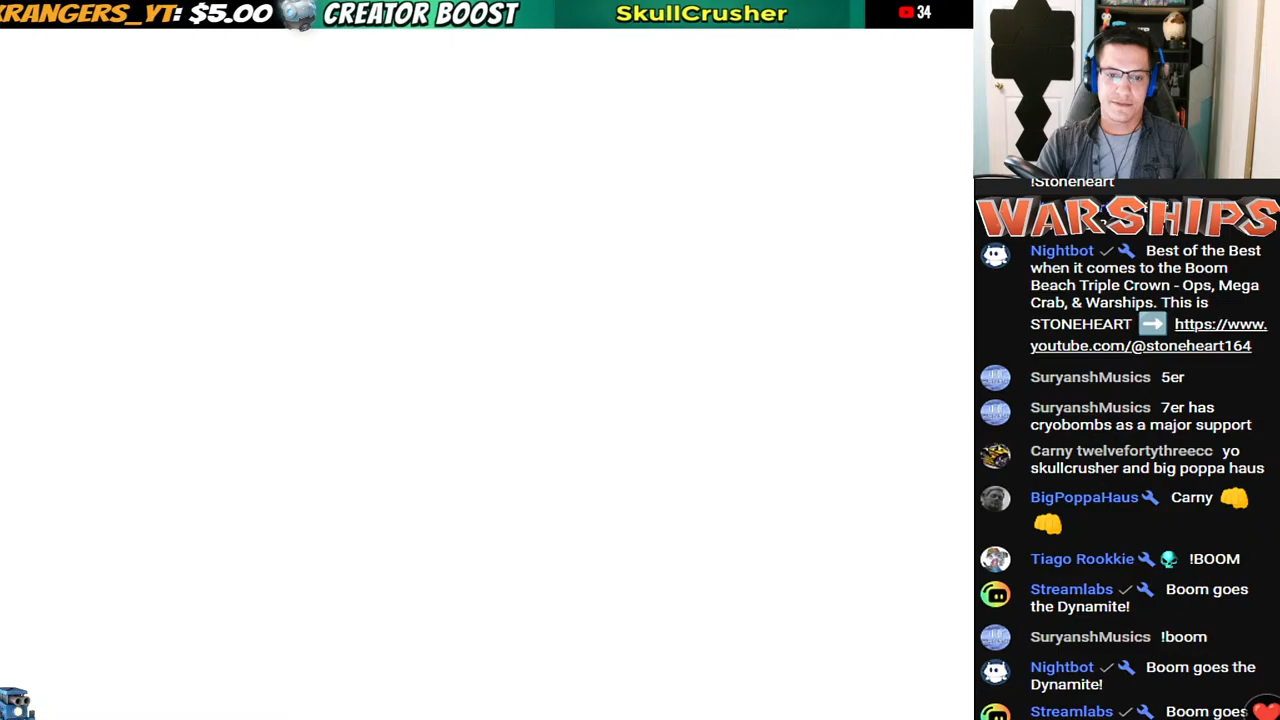 KRANGERS_YT: $5.00 CREATOR BOOST SkullCrusher 34
!Stoneheart
WARSHIPS
Nightbot Best of the Best
when it comes to the Boom
Beach Triple Crown - Ops, Mega
Crab, & Warships. This is
STONEHEART ➡️ https://www.
youtube.com/@stoneheart164
SuryanshMusics 5er
SuryanshMusics 7er has
cryobombs as a major support
Carny twelvefortythreecc yo
skullcrusher and big poppa haus
BigPoppaHaus Carny 👊
👊
Tiago Rookkie !BOOM
Streamlabs Boom goes
the Dynamite!
SuryanshMusics !boom
Nightbot Boom goes the
Dynamite!
Streamlabs Boom goes